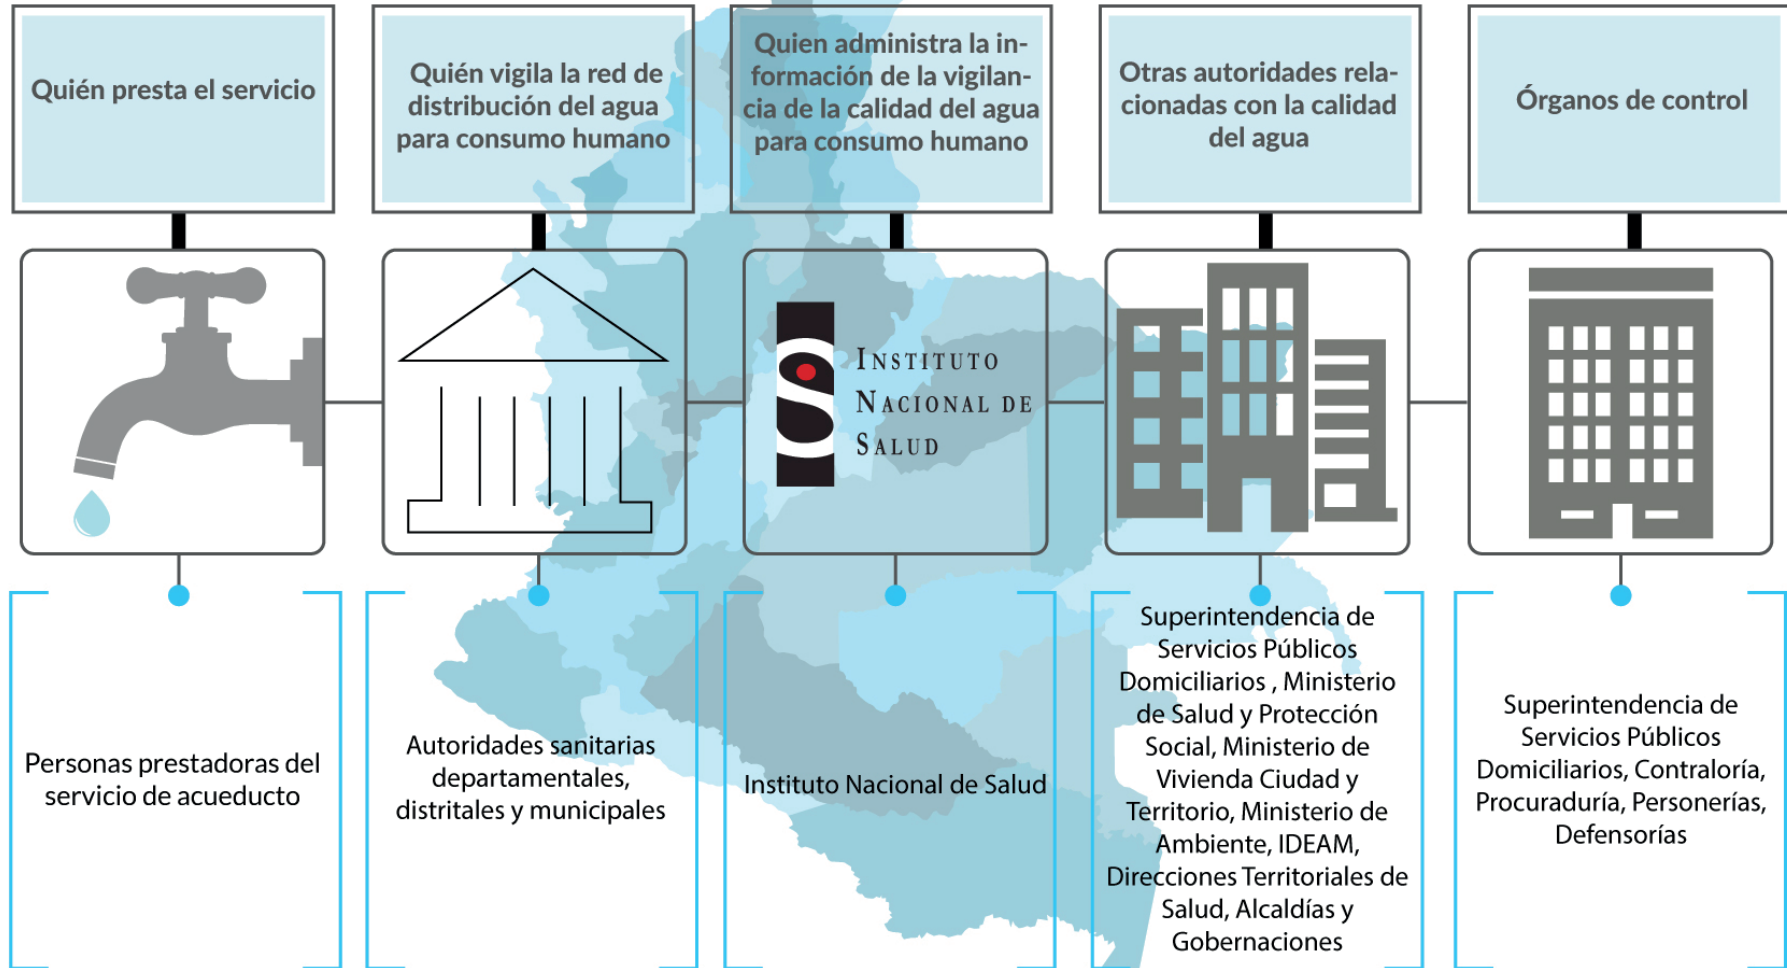 Quién presta el servicio
Quién vigila la red de
distribución del agua
para consumo humano
Quien administra la in-
formación de la vigilan-
cia de la calidad del agua
para consumo humano
Otras autoridades rela-
cionadas con la calidad
del agua
Órganos de control
INSTITUTO
NACIONAL DE
SALUD
Personas prestadoras del
servicio de acueducto
Autoridades sanitarias
departamentales,
distritales y municipales
Instituto Nacional de Salud
Superintendencia de
Servicios Públicos
Domiciliarios , Ministerio
de Salud y Protección
Social, Ministerio de
Vivienda Ciudad y
Territorio, Ministerio de
Ambiente, IDEAM,
Direcciones Territoriales de
Salud, Alcaldías y
Gobernaciones
Superintendencia de
Servicios Públicos
Domiciliarios, Contraloría,
Procuraduría, Personerías,
Defensorías